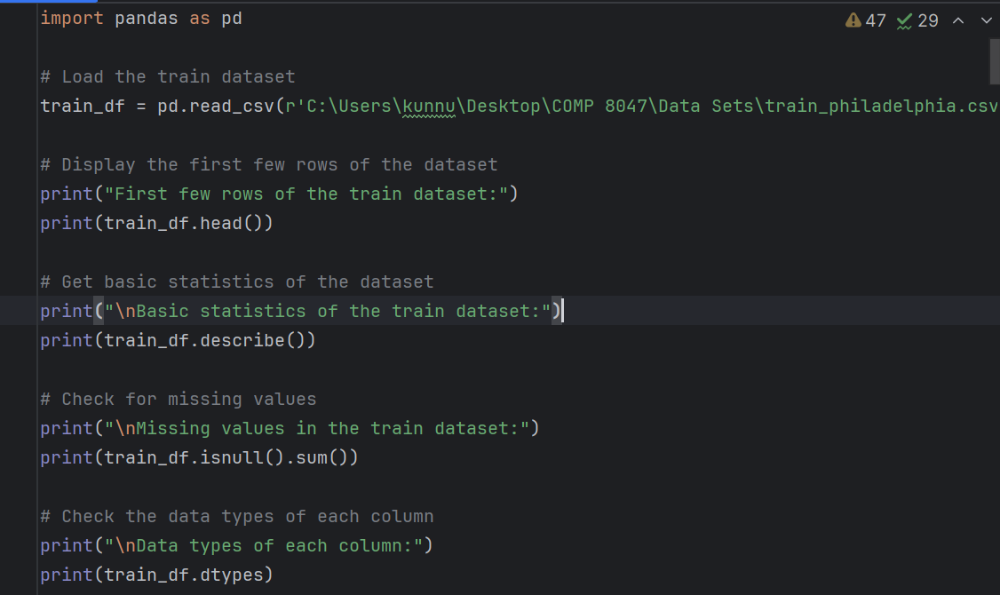 import pandas as pd
47 29
# Load the train dataset
train_df = pd.read_csv(r'C:\Users\kunnu\Desktop\COMP 8047\Data Sets\train_philadelphia.csv
# Display the first few rows of the dataset
print("First few rows of the train dataset:")
print(train_df.head())
# Get basic statistics of the dataset
print("\nBasic statistics of the train dataset:")
print(train_df.describe())
# Check for missing values
print("\nMissing values in the train dataset:")
print(train_df.isnull().sum())
# Check the data types of each column
print("\nData types of each column:")
print(train_df.dtypes)